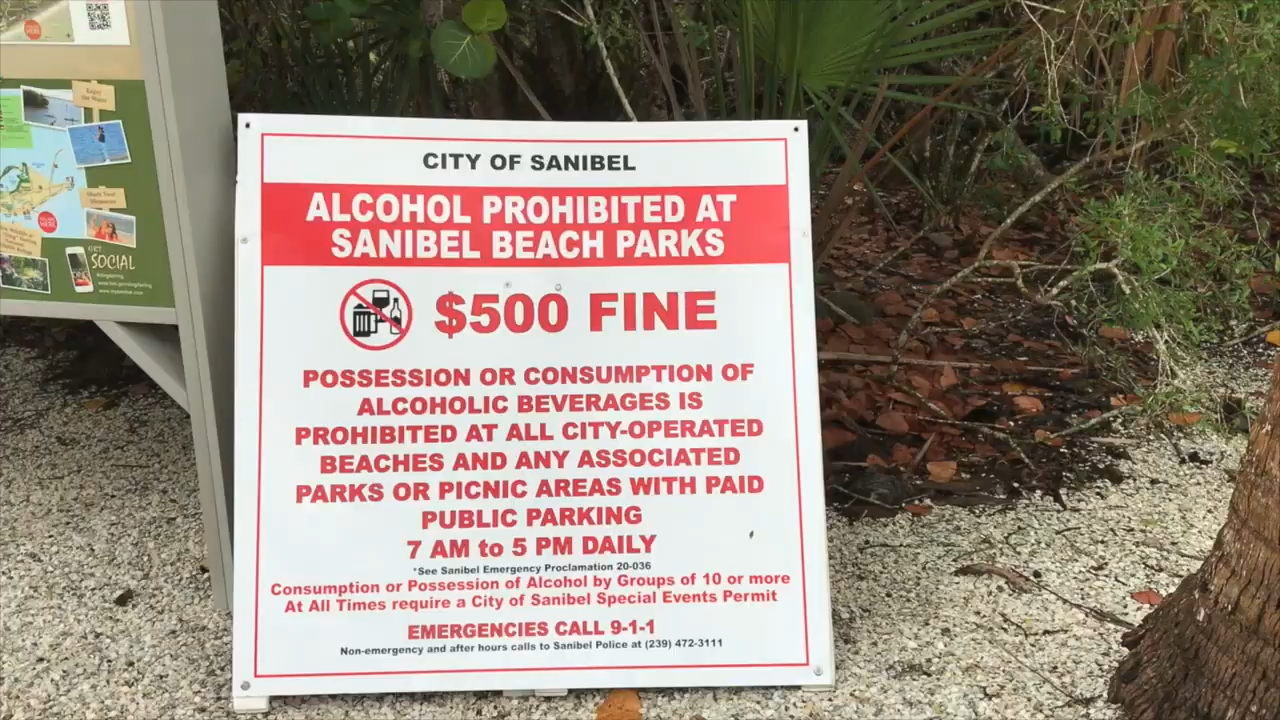 Enjoy
the Water
GET
SOCIAL
CITY OF SANIBEL
ALCOHOL PROHIBITED AT
SANIBEL BEACH PARKS
$500 FINE
POSSESSION OR CONSUMPTION OF
ALCOHOLIC BEVERAGES IS
PROHIBITED AT ALL CITY-OPERATED
BEACHES AND ANY ASSOCIATED
PARKS OR PICNIC AREAS WITH PAID
PUBLIC PARKING
7 AM to 5 PM DAILY
*See Sanibel Emergency Proclamation 20-036
Consumption or Possession of Alcohol by Groups of 10 or more
At All Times require a City of Sanibel Special Events Permit
EMERGENCIES CALL 9-1-1
Non-emergency and after hours calls to Sanibel Police at (239) 472-3111